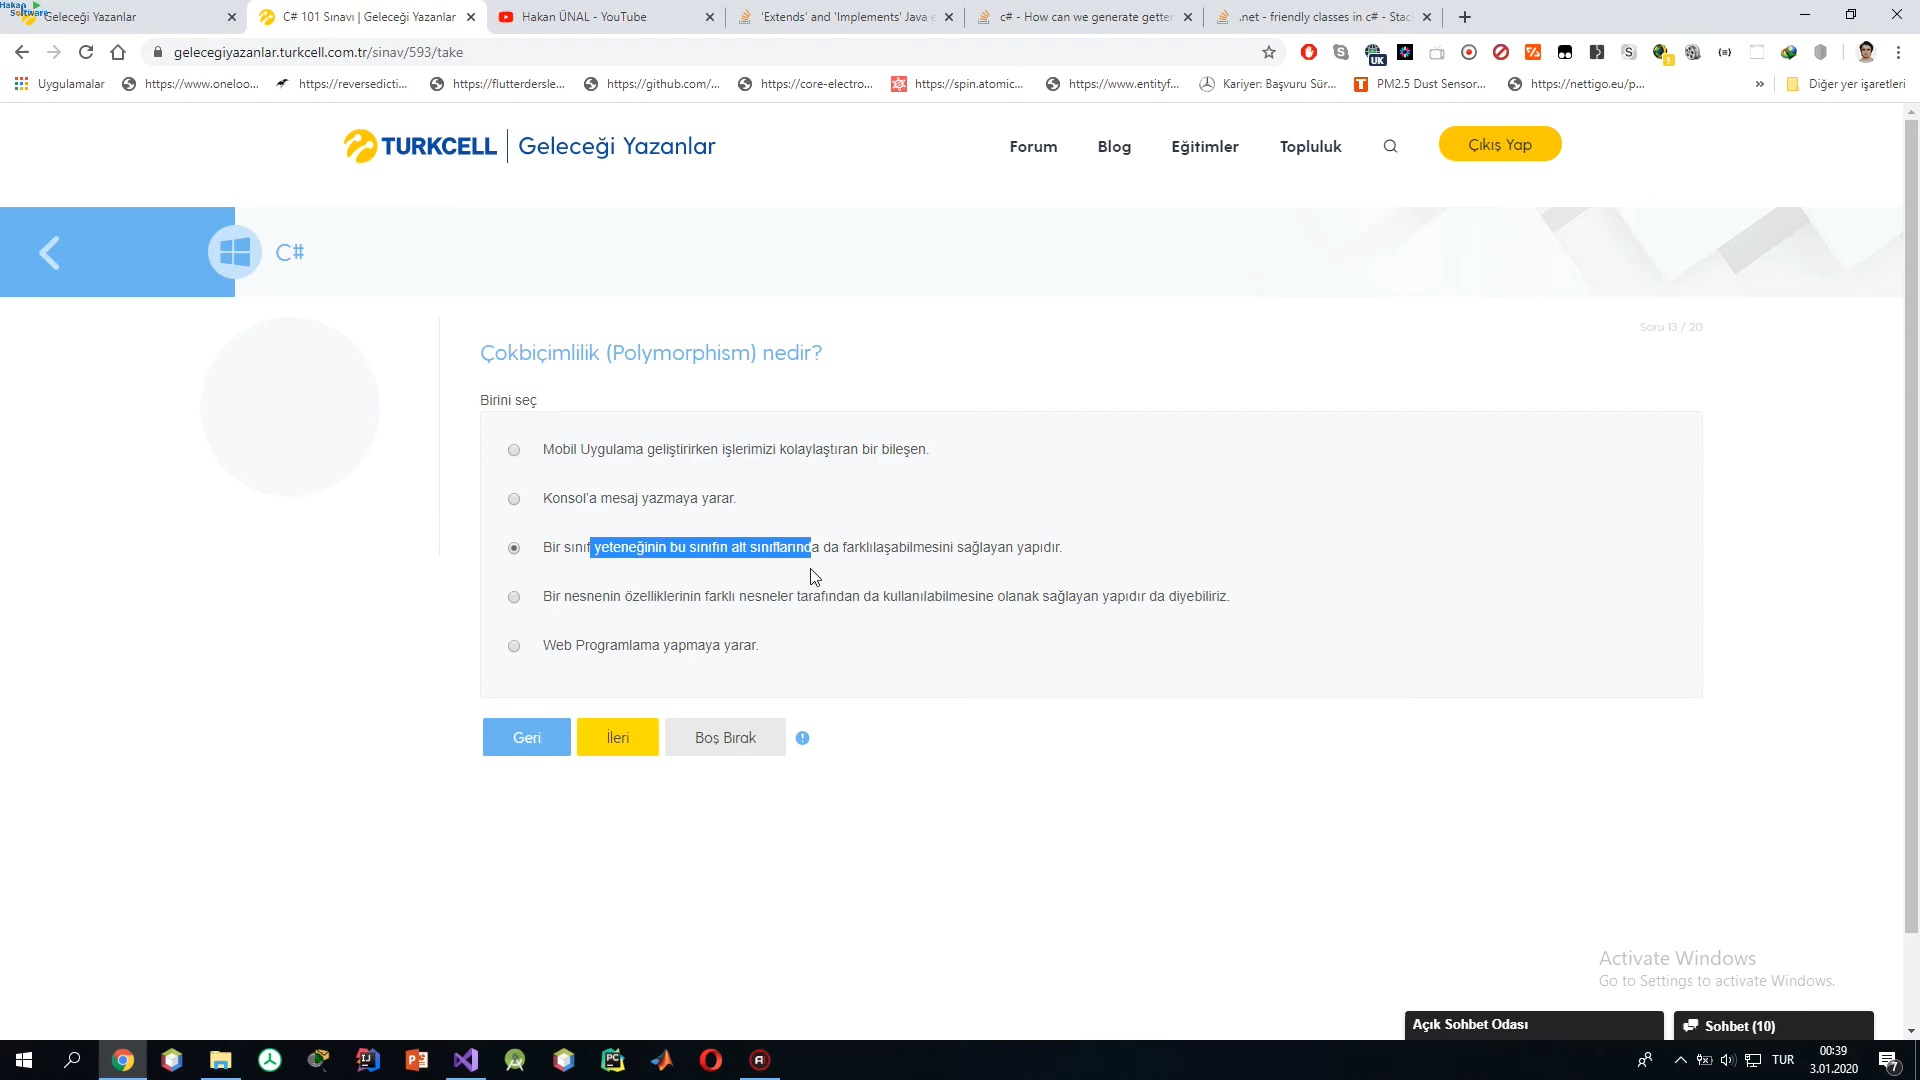 Hakan
Software
Geleceği Yazanlar
C# 101 Sınavı | Geleceği Yazanlar
Hakan ÜNAL - YouTube
'Extends' and 'Implements' Java e
c# - How can we generate getter
.net - friendly classes in c# - Stac
gelecegiyazanlar.turkcell.com.tr/sinav/593/take
UK
Uygulamalar
https://www.oneloo...
https://reversedicti...
https://flutterdersle...
https://github.com/...
https://core-electro...
https://spin.atomic...
https://www.entityf...
Kariyer: Başvuru Sür...
PM2.5 Dust Sensor...
https://nettigo.eu/p...
»
Diğer yer işaretleri
TURKCELL
Geleceği Yazanlar
Forum
Blog
Eğitimler
Topluluk
Çıkış Yap
C#
Soru 13 / 20
Çokbiçimlilik (Polymorphism) nedir?
Birini seç
Mobil Uygulama geliştirirken işlerimizi kolaylaştıran bir bileşen.
Konsol'a mesaj yazmaya yarar.
Bir sınıf yeteneğinin bu sınıfın alt sınıflarında da farklılaşabilmesini sağlayan yapıdır.
Bir nesnenin özelliklerinin farklı nesneler tarafından da kullanılabilmesine olanak sağlayan yapıdır da diyebiliriz.
Web Programlama yapmaya yarar.
Geri
İleri
Boş Bırak
Activate Windows
Go to Settings to activate Windows.
Açık Sohbet Odası
Sohbet (10)
TUR
00:39
3.01.2020
7